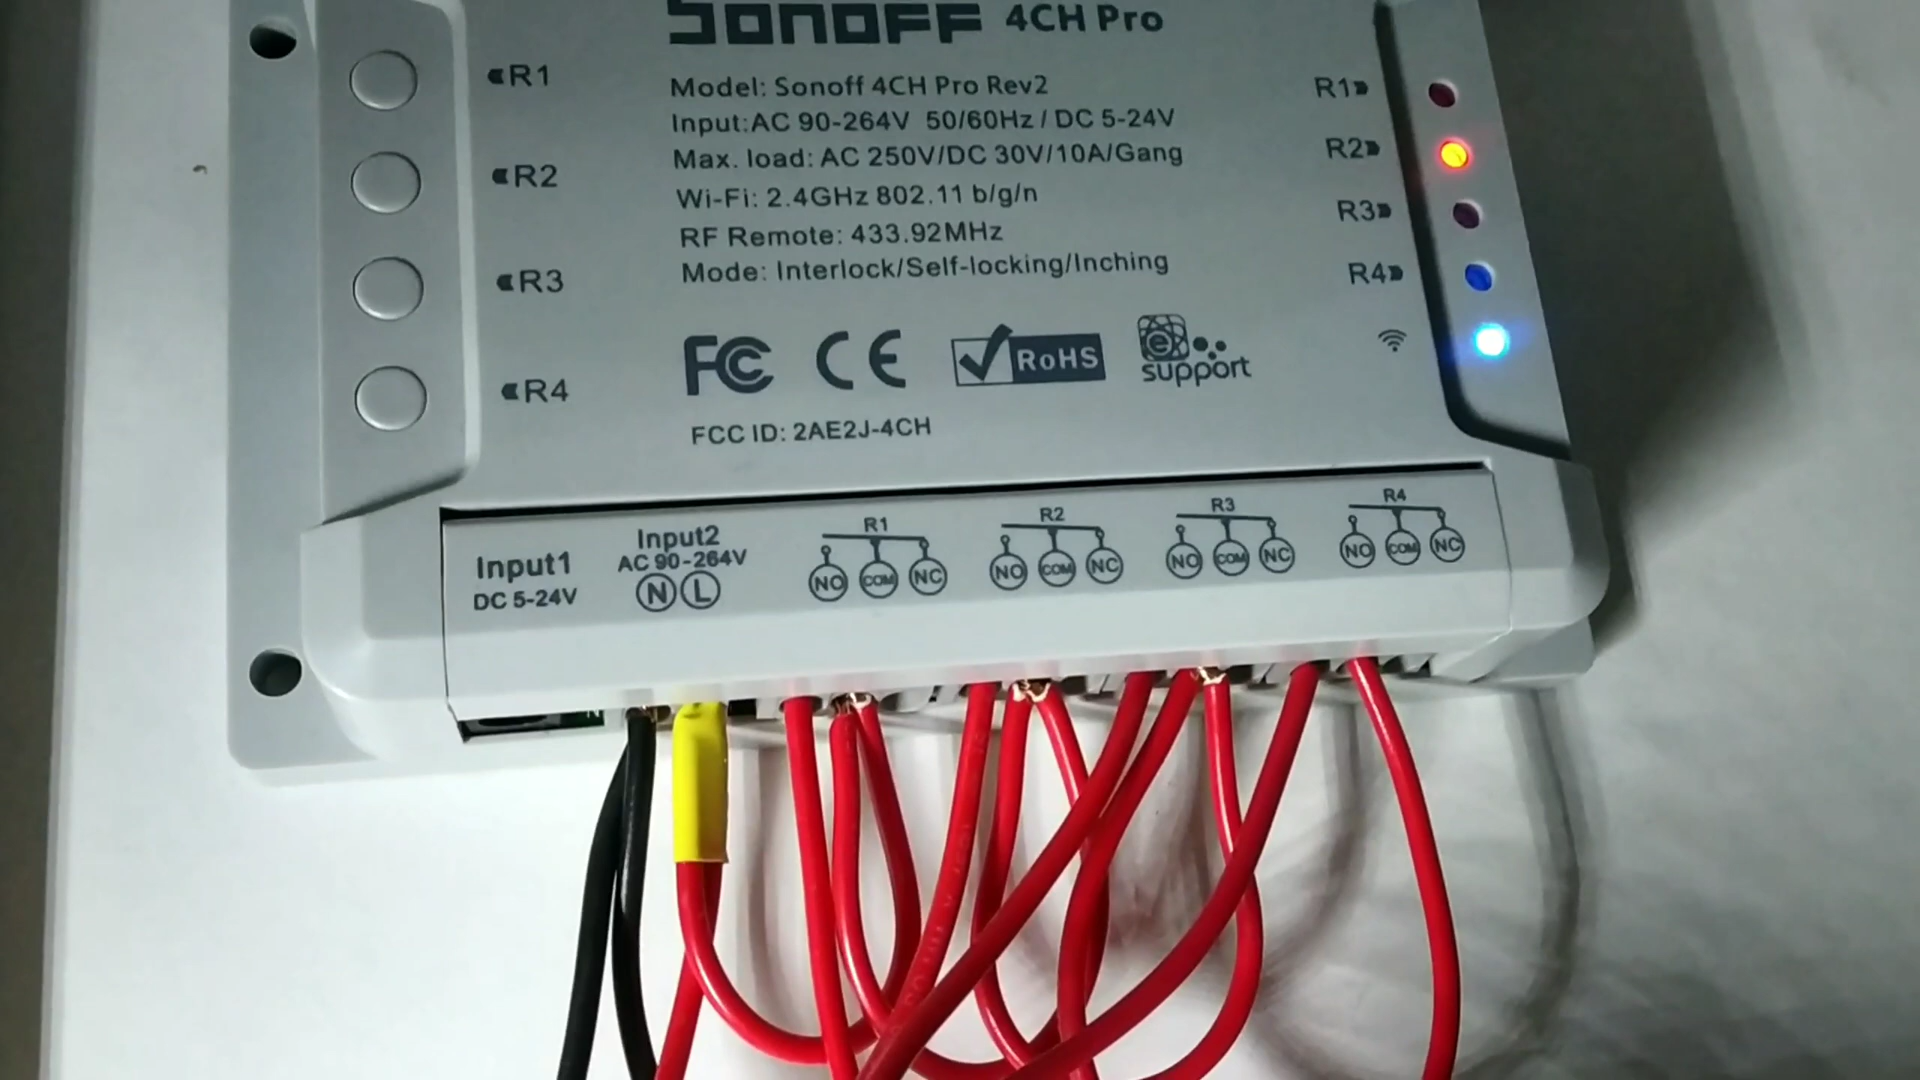 SONOFF 4CH Pro
Model: Sonoff 4CH Pro Rev2
Input:AC 90-264V 50/60Hz / DC 5-24V
Max. load: AC 250V/DC 30V/10A/Gang
Wi-Fi: 2.4GHz 802.11 b/g/n
RF Remote: 433.92MHz
Mode: Interlock/Self-locking/Inching
R1
R2
R3
R4
R1
R2
R3
R4
FC CE RoHS e support
FCC ID: 2AE2J-4CH
Input1
DC 5-24V
Input2
AC 90-264V
N L
R1
NO COM NC
R2
NO COM NC
R3
NO COM NC
R4
NO COM NC